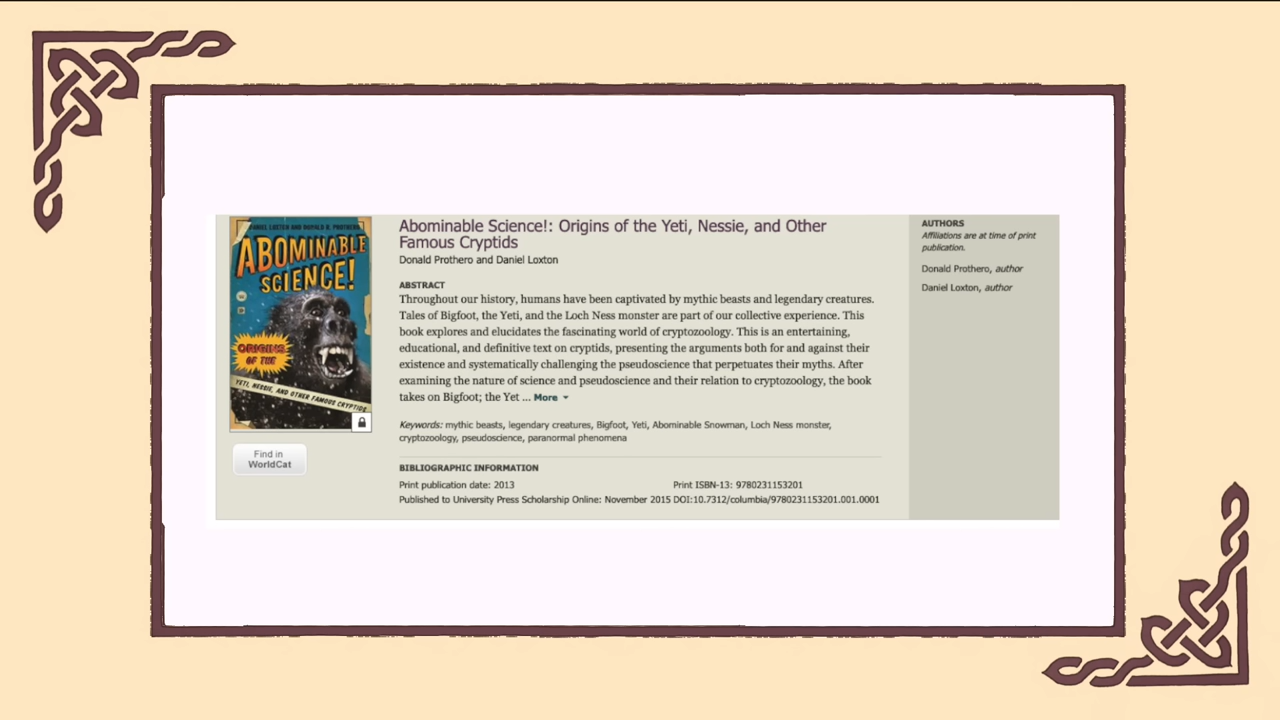 DANIEL LOXTON AND DONALD R. PROTHERO
ABOMINABLE
SCIENCE!
ORIGINS
OF THE
YETI, NESSIE, AND OTHER FAMOUS CRYPTIDS
Find in
WorldCat
Abominable Science!: Origins of the Yeti, Nessie, and Other
Famous Cryptids
Donald Prothero and Daniel Loxton
ABSTRACT
Throughout our history, humans have been captivated by mythic beasts and legendary creatures.
Tales of Bigfoot, the Yeti, and the Loch Ness monster are part of our collective experience. This
book explores and elucidates the fascinating world of cryptozoology. This is an entertaining,
educational, and definitive text on cryptids, presenting the arguments both for and against their
existence and systematically challenging the pseudoscience that perpetuates their myths. After
examining the nature of science and pseudoscience and their relation to cryptozoology, the book
takes on Bigfoot; the Yet ... More
Keywords: mythic beasts, legendary creatures, Bigfoot, Yeti, Abominable Snowman, Loch Ness monster,
cryptozoology, pseudoscience, paranormal phenomena
BIBLIOGRAPHIC INFORMATION
Print publication date: 2013 Print ISBN-13: 9780231153201
Published to University Press Scholarship Online: November 2015 DOI:10.7312/columbia/9780231153201.001.0001
AUTHORS
Affiliations are at time of print
publication.
Donald Prothero, author
Daniel Loxton, author